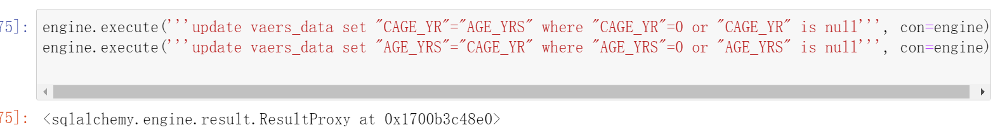 75]: engine.execute('''update vaers_data set "CAGE_YR"="AGE_YRS" where "CAGE_YR"=0 or "CAGE_YR" is null''', con=engine)
engine.execute('''update vaers_data set "AGE_YRS"="CAGE_YR" where "AGE_YRS"=0 or "AGE_YRS" is null''', con=engine)
75]: <sqlalchemy.engine.result.ResultProxy at 0x1700b3c48e0>